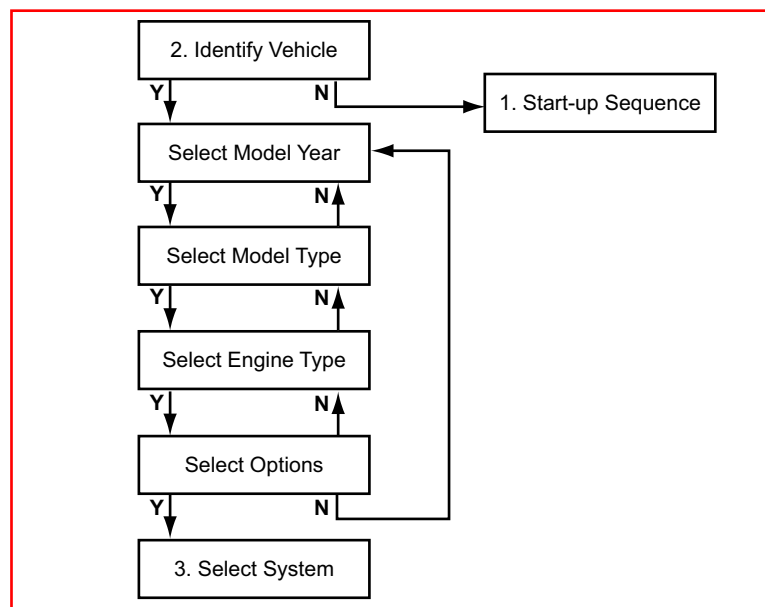 2. Identify Vehicle
Y N
1. Start-up Sequence
Select Model Year
Y N
Select Model Type
Y N
Select Engine Type
Y N
Select Options
Y N
3. Select System